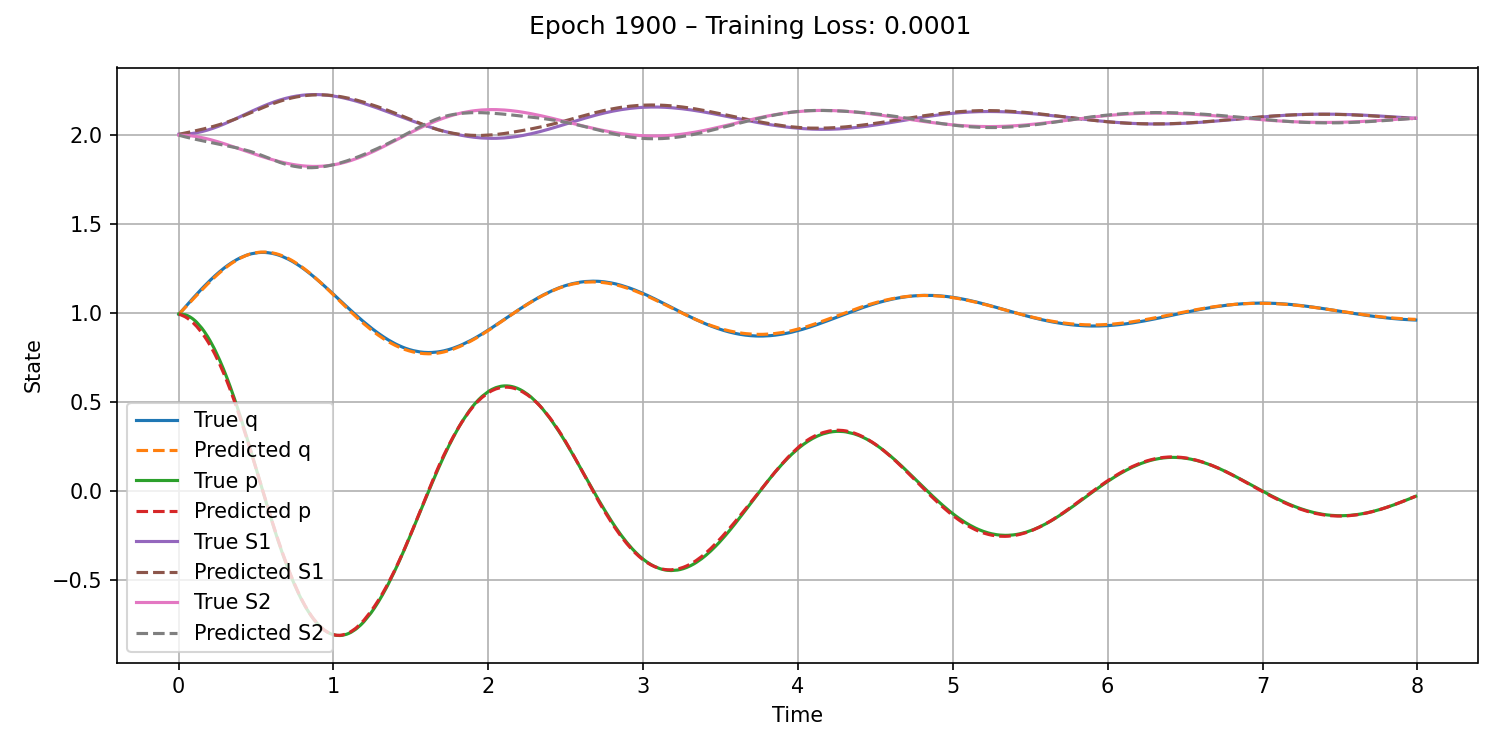 Epoch 1900 – Training Loss: 0.0001
State
2.0
1.5
1.0
0.5
0.0
−0.5
True q
Predicted q
True p
Predicted p
True S1
Predicted S1
True S2
Predicted S2
0 1 2 3 4 5 6 7 8
Time